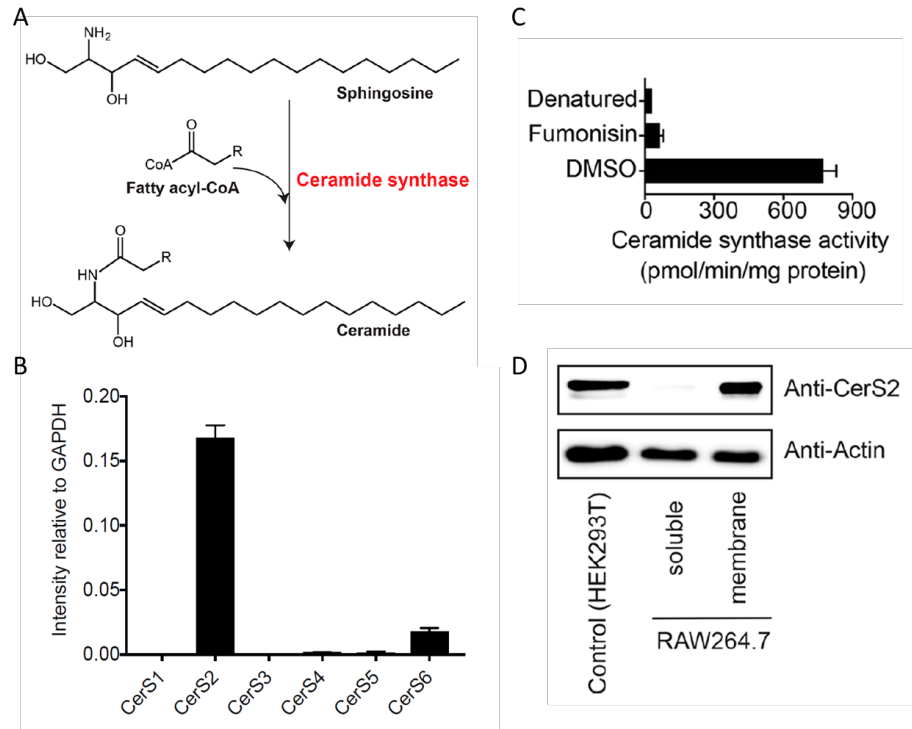 A
NH₂
HO
OH
Sphingosine
O
CoA
R
Fatty acyl-CoA
Ceramide synthase
O
HN
R
HO
OH
Ceramide
B
Intensity relative to GAPDH
0.20
0.15
0.10
0.05
0.00
CerS1
CerS2
CerS3
CerS4
CerS5
CerS6
C
Denatured
Fumonisin
DMSO
0 300 600 900
Ceramide synthase activity
(pmol/min/mg protein)
D
Anti-CerS2
Anti-Actin
Control (HEK293T)
soluble
membrane
RAW264.7